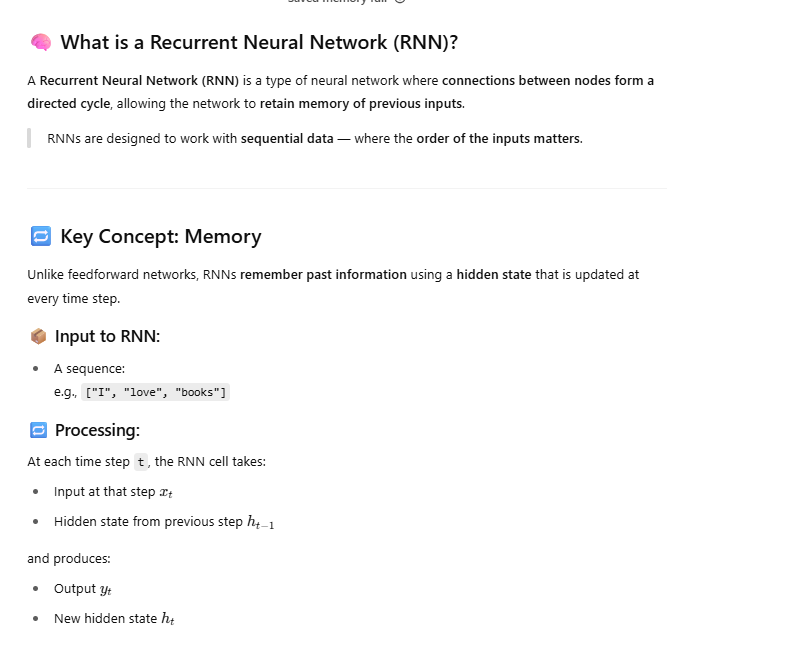 What is a Recurrent Neural Network (RNN)?
A Recurrent Neural Network (RNN) is a type of neural network where connections between nodes form a
directed cycle, allowing the network to retain memory of previous inputs.
RNNs are designed to work with sequential data — where the order of the inputs matters.
Key Concept: Memory
Unlike feedforward networks, RNNs remember past information using a hidden state that is updated at
every time step.
Input to RNN:
A sequence:
e.g., ["I", "love", "books"]
Processing:
At each time step t, the RNN cell takes:
Input at that step xₜ
Hidden state from previous step hₜ₋₁
and produces:
Output yₜ
New hidden state hₜ